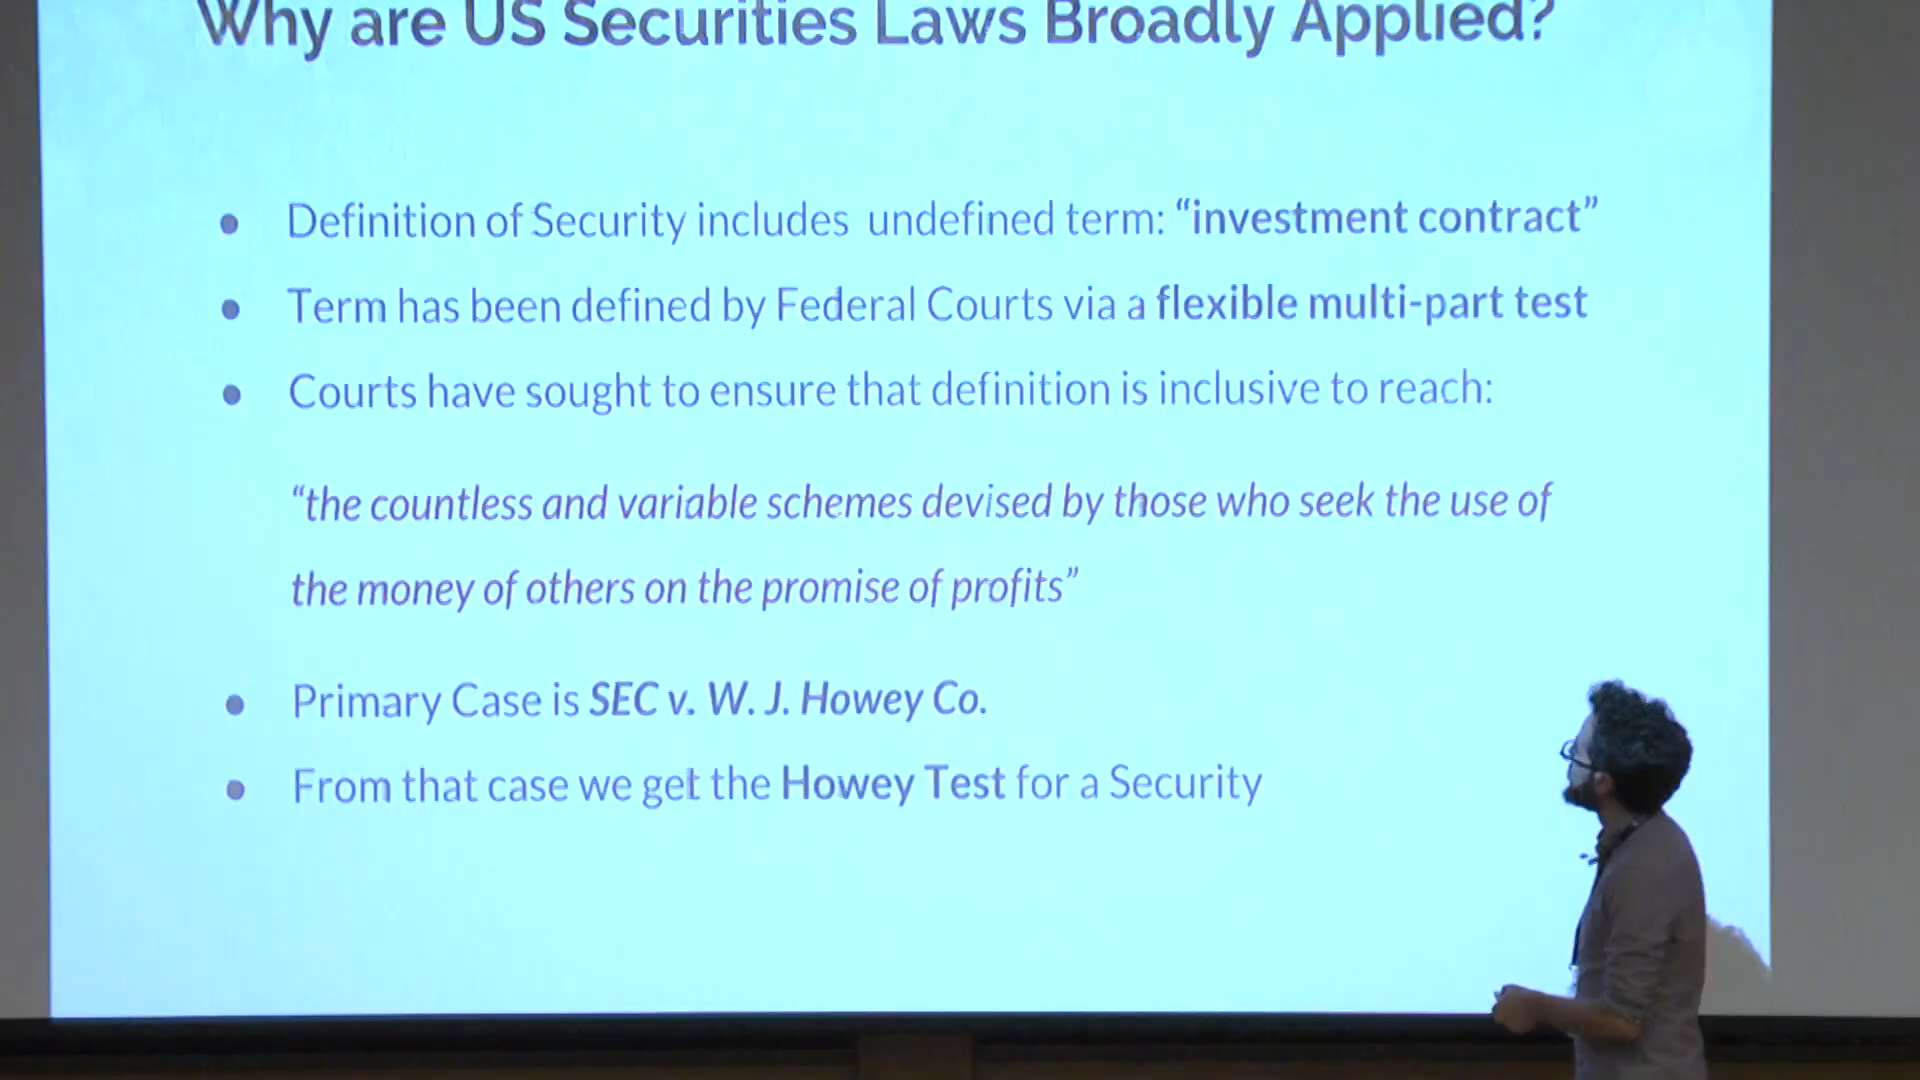 Why are US Securities Laws Broadly Applied?
● Definition of Security includes undefined term: “investment contract”
● Term has been defined by Federal Courts via a flexible multi-part test
● Courts have sought to ensure that definition is inclusive to reach:
“the countless and variable schemes devised by those who seek the use of
the money of others on the promise of profits”
● Primary Case is SEC v. W. J. Howey Co.
● From that case we get the Howey Test for a Security